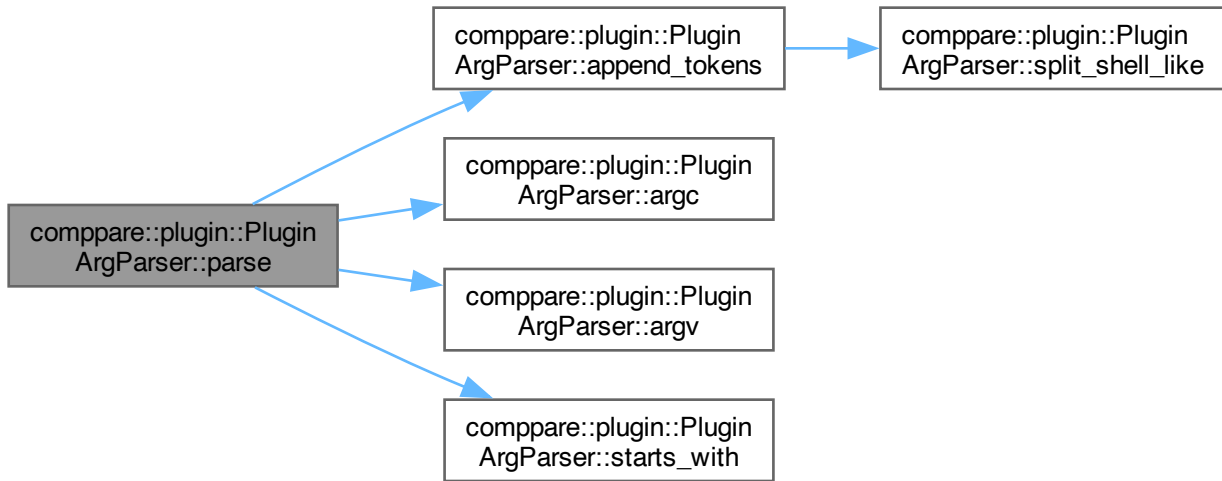 comppare::plugin::Plugin
ArgParser::parse
comppare::plugin::Plugin
ArgParser::append_tokens
comppare::plugin::Plugin
ArgParser::split_shell_like
comppare::plugin::Plugin
ArgParser::argc
comppare::plugin::Plugin
ArgParser::argv
comppare::plugin::Plugin
ArgParser::starts_with